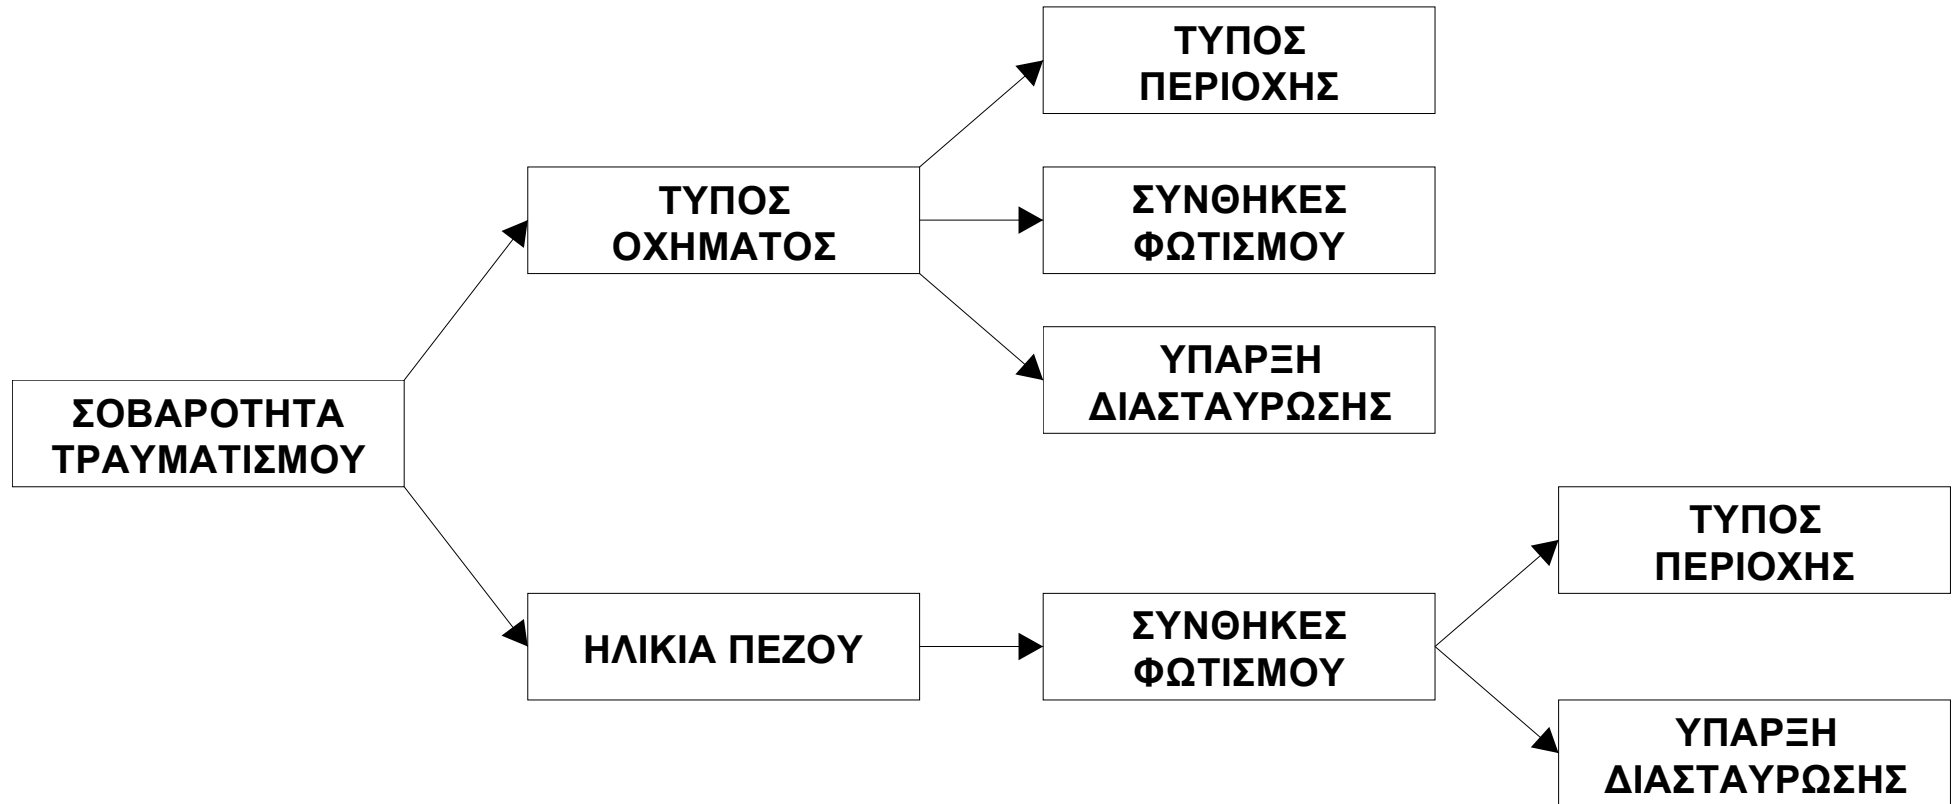 ΤΥΠΟΣ
ΠΕΡΙΟΧΗΣ
ΤΥΠΟΣ
ΟΧΗΜΑΤΟΣ
ΣΥΝΘΗΚΕΣ
ΦΩΤΙΣΜΟΥ
ΥΠΑΡΞΗ
ΔΙΑΣΤΑΥΡΩΣΗΣ
ΣΟΒΑΡΟΤΗΤΑ
ΤΡΑΥΜΑΤΙΣΜΟΥ
ΗΛΙΚΙΑ ΠΕΖΟΥ
ΣΥΝΘΗΚΕΣ
ΦΩΤΙΣΜΟΥ
ΤΥΠΟΣ
ΠΕΡΙΟΧΗΣ
ΥΠΑΡΞΗ
ΔΙΑΣΤΑΥΡΩΣΗΣ